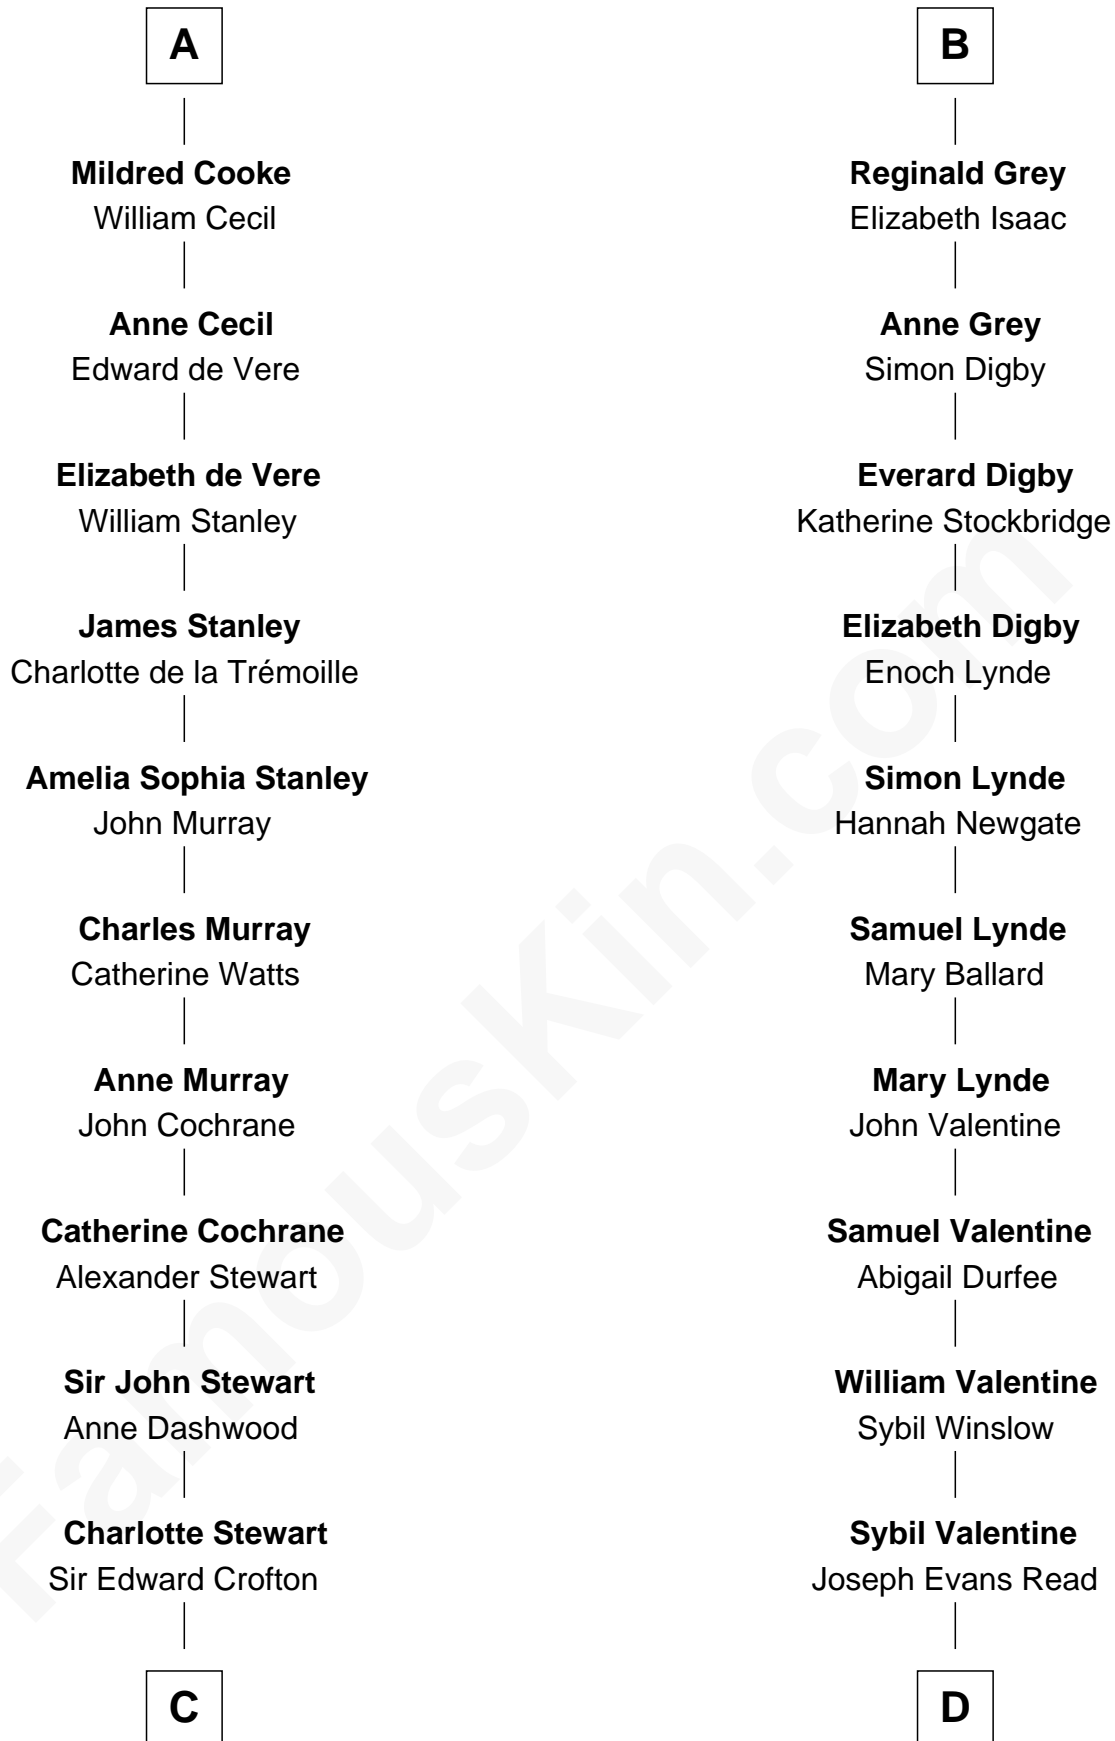 A
Mildred Cooke
William Cecil
Anne Cecil
Edward de Vere
Elizabeth de Vere
William Stanley
James Stanley
Charlotte de la Trémoille
Amelia Sophia Stanley
John Murray
Charles Murray
Catherine Watts
Anne Murray
John Cochrane
Catherine Cochrane
Alexander Stewart
Sir John Stewart
Anne Dashwood
Charlotte Stewart
Sir Edward Crofton
C
B
Reginald Grey
Elizabeth Isaac
Anne Grey
Simon Digby
Everard Digby
Katherine Stockbridge
Elizabeth Digby
Enoch Lynde
Simon Lynde
Hannah Newgate
Samuel Lynde
Mary Ballard
Mary Lynde
John Valentine
Samuel Valentine
Abigail Durfee
William Valentine
Sybil Winslow
Sybil Valentine
Joseph Evans Read
D
FamousKin.com